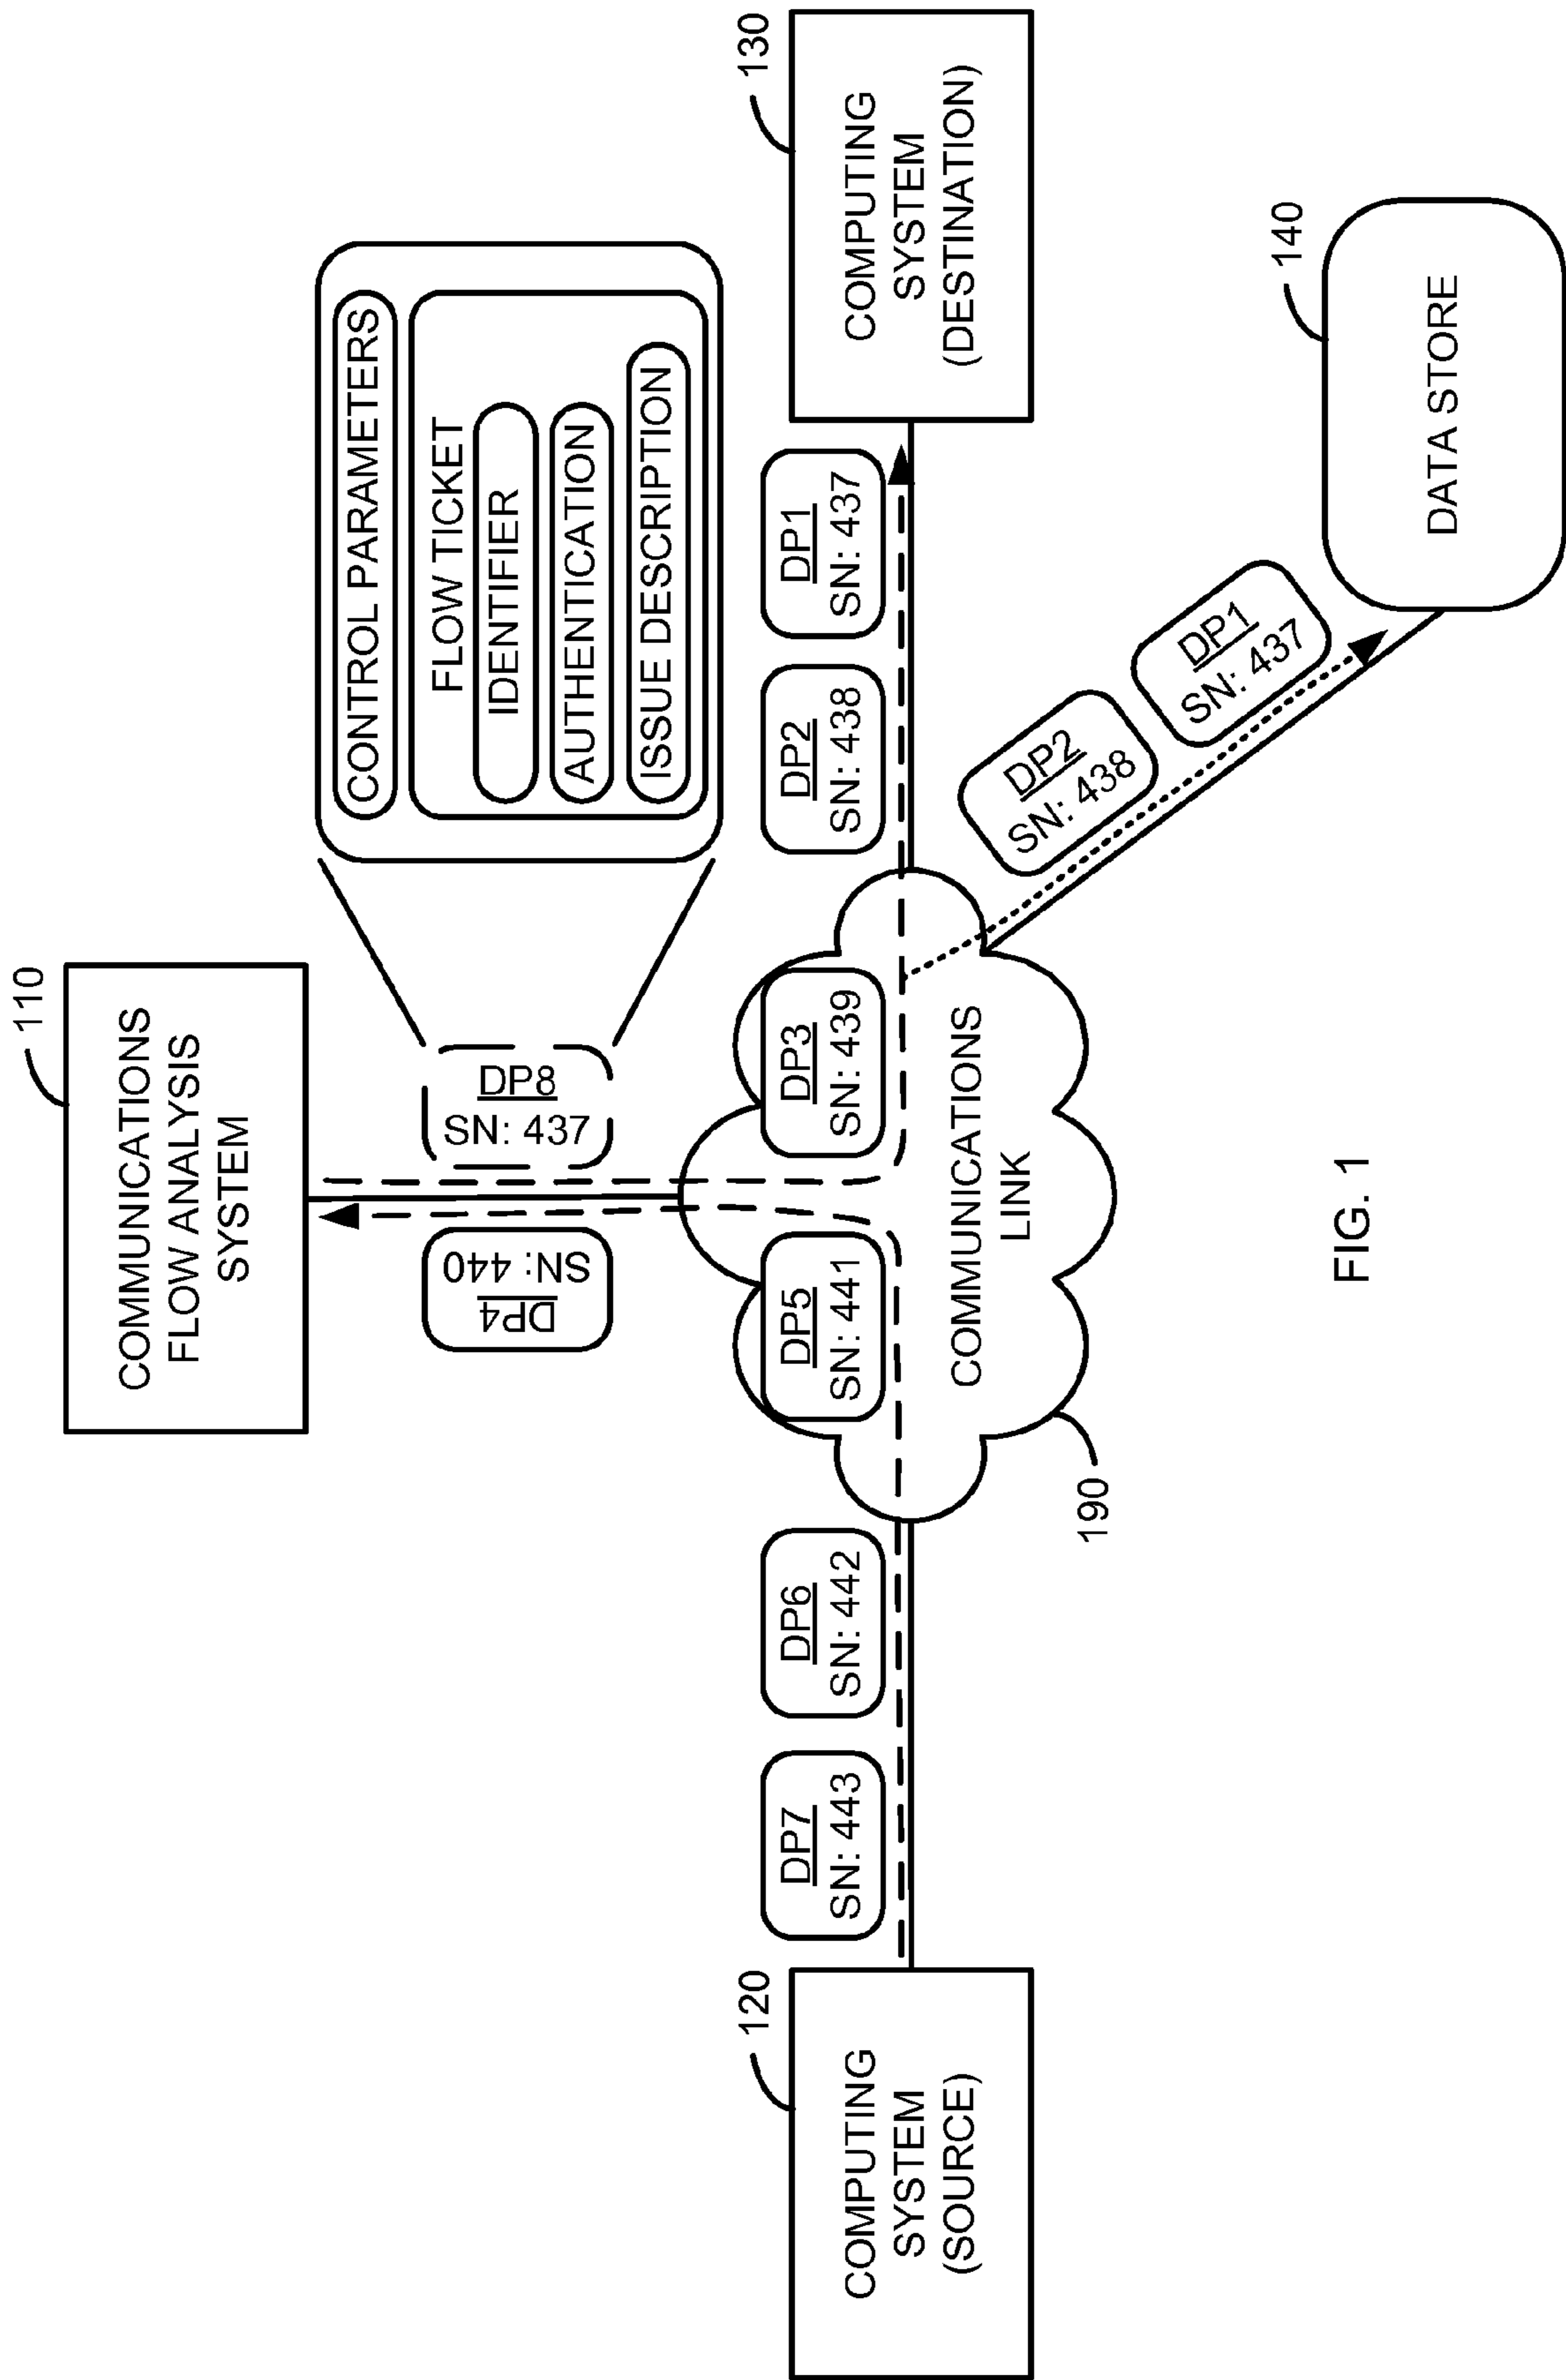 110
COMMUNICATIONS
FLOW ANALYSIS
SYSTEM
CONTROL PARAMETERS
FLOW TICKET
IDENTIFIER
AUTHENTICATION
ISSUE DESCRIPTION
DP4
SN: 440
DP8
SN: 437
120
COMPUTING
SYSTEM
(SOURCE)
DP7
SN: 443
DP6
SN: 442
DP5
SN: 441
DP3
SN: 439
DP2
SN: 438
DP1
SN: 437
130
COMPUTING
SYSTEM
(DESTINATION)
COMMUNICATIONS
LINK
190
DP2
SN: 438
DP1
SN: 437
140
DATA STORE
FIG. 1